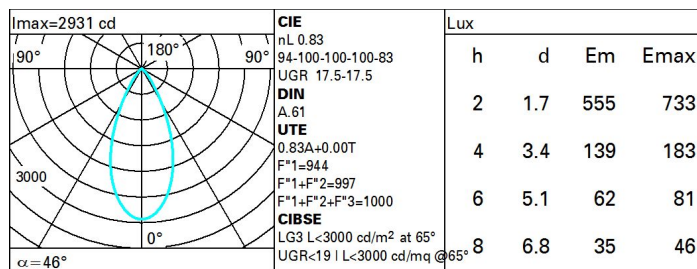 Imax=2931 cd
90°
180°
90°
3000
0°
α=46°
CIE
nL 0.83
94-100-100-100-83
UGR 17.5-17.5
DIN
A.61
UTE
0.83A+0.00T
F"1=944
F"1+F"2=997
F"1+F"2+F"3=1000
CIBSE
LG3 L<3000 cd/m² at 65°
UGR<19 | L<3000 cd/mq @65°
Lux
h d Em Emax
2 1.7 555 733
4 3.4 139 183
6 5.1 62 81
8 6.8 35 46